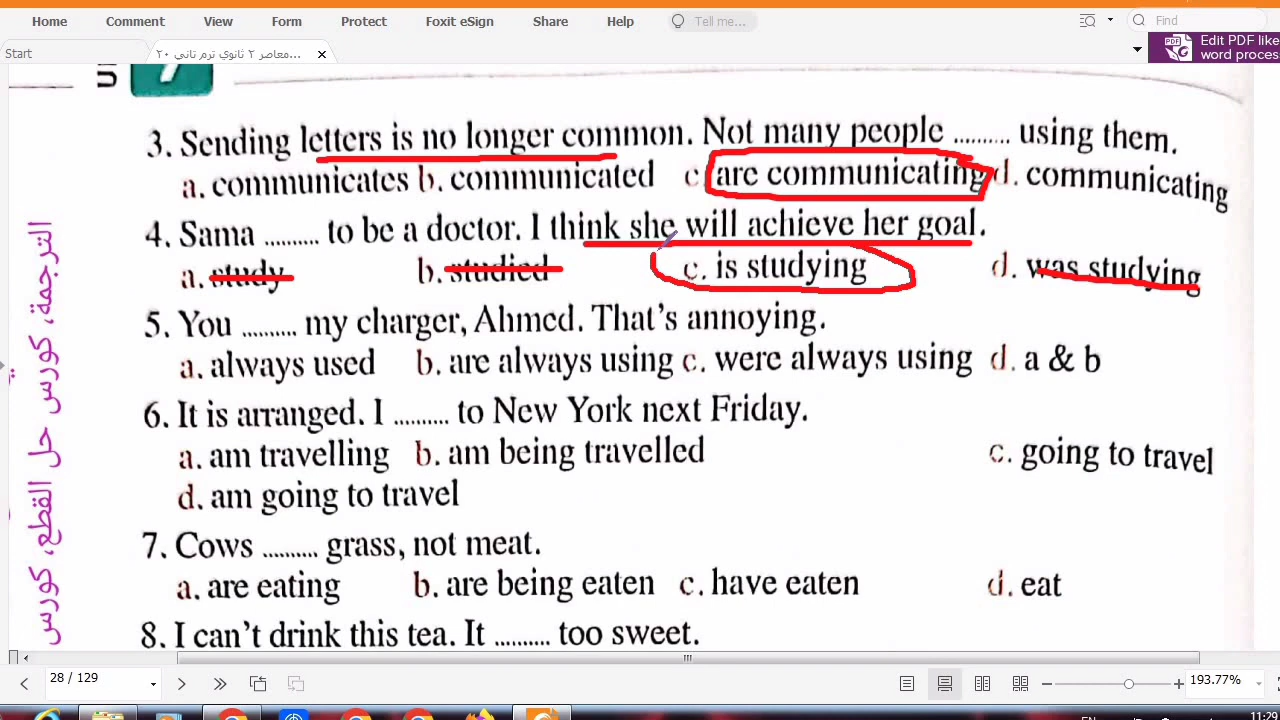 Home Comment View Form Protect Foxit eSign Share Help Tell me... Find
Start معاصر ٢ ثانوي ترم تاني ٢٠... Edit PDF like
word proces
7
3. Sending letters is no longer common. Not many people .......... using them.
a. communicates b. communicated c. are communicating d. communicating
4. Sama .......... to be a doctor. I think she will achieve her goal.
a. study b. studied c. is studying d. was studying
5. You .......... my charger, Ahmed. That's annoying.
a. always used b. are always using c. were always using d. a & b
6. It is arranged. I .......... to New York next Friday.
a. am travelling b. am being travelled c. going to travel
d. am going to travel
7. Cows .......... grass, not meat.
a. are eating b. are being eaten c. have eaten d. eat
8. I can't drink this tea. It .......... too sweet.
الترجمة، كورس حل القطع، كورس
28 / 129 193.77%
EN 11:29